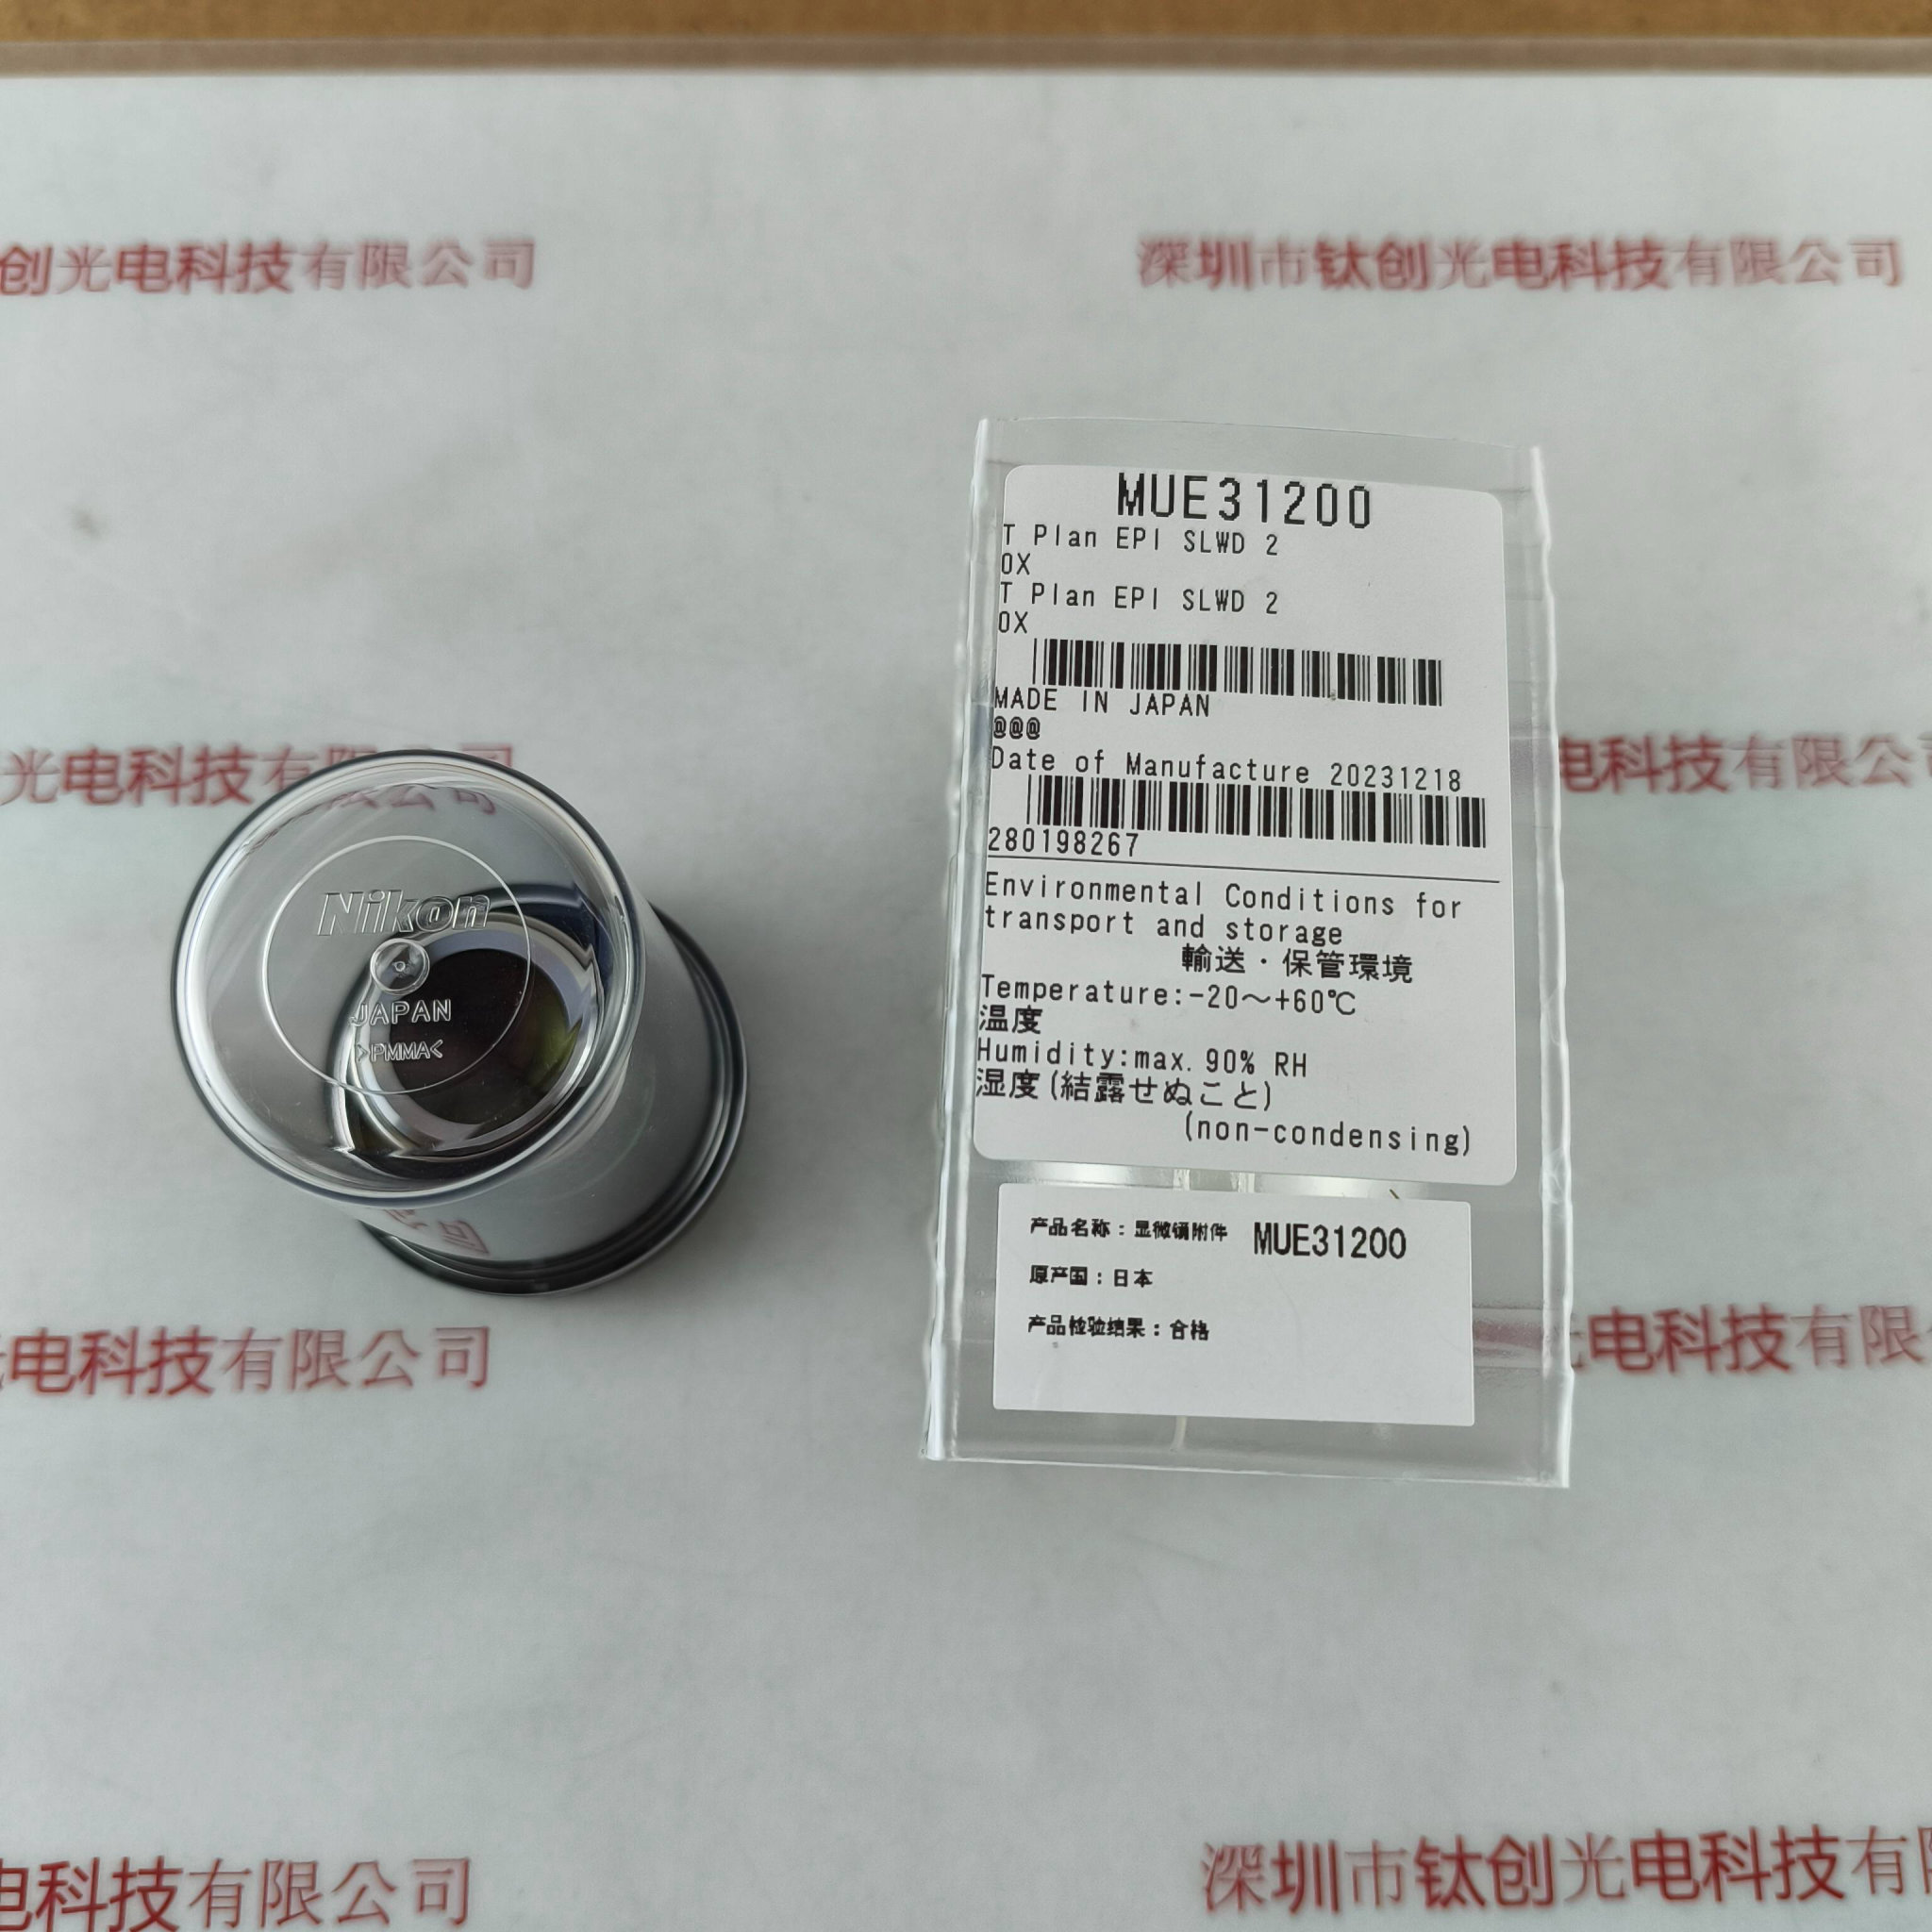 创光电科技有限公司
深圳市钛创光电科技有限公司
光电科技有
司
电科技有限公司
Nikon
JAPAN
>PMMA<
MUE31200
T Plan EPI SLWD 2
0X
T Plan EPI SLWD 2
0X
MADE IN JAPAN
@@@
Date of Manufacture 20231218
280198267
Environmental Conditions for
transport and storage
輸送・保管環境
Temperature:-20～+60℃
温度
Humidity:max. 90% RH
湿度(結露せぬこと)
(non-condensing)
产品名称：显微镜附件 MUE31200
原产国：日本
产品检验结果：合格
电科技有限公司
电科技有限
电科技有限公司
深圳市钛创光电科技有